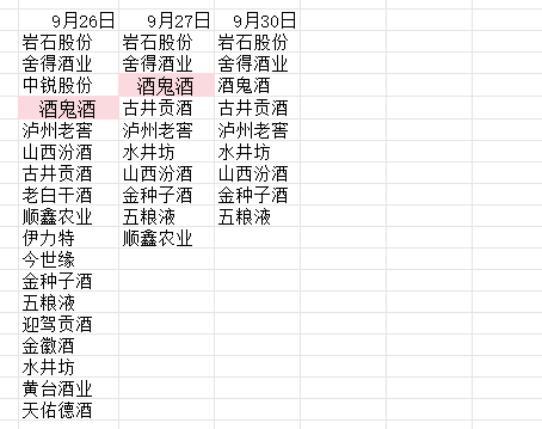 9月26日 9月27日 9月30日
岩石股份 岩石股份 岩石股份
舍得酒业 舍得酒业 舍得酒业
中锐股份 酒鬼酒 酒鬼酒
酒鬼酒 古井贡酒 古井贡酒
泸州老窖 泸州老窖 泸州老窖
山西汾酒 水井坊 水井坊
古井贡酒 山西汾酒 山西汾酒
老白干酒 金种子酒 金种子酒
顺鑫农业 五粮液 五粮液
伊力特 顺鑫农业
今世缘
金种子酒
五粮液
迎驾贡酒
金徽酒
水井坊
黄台酒业
天佑德酒